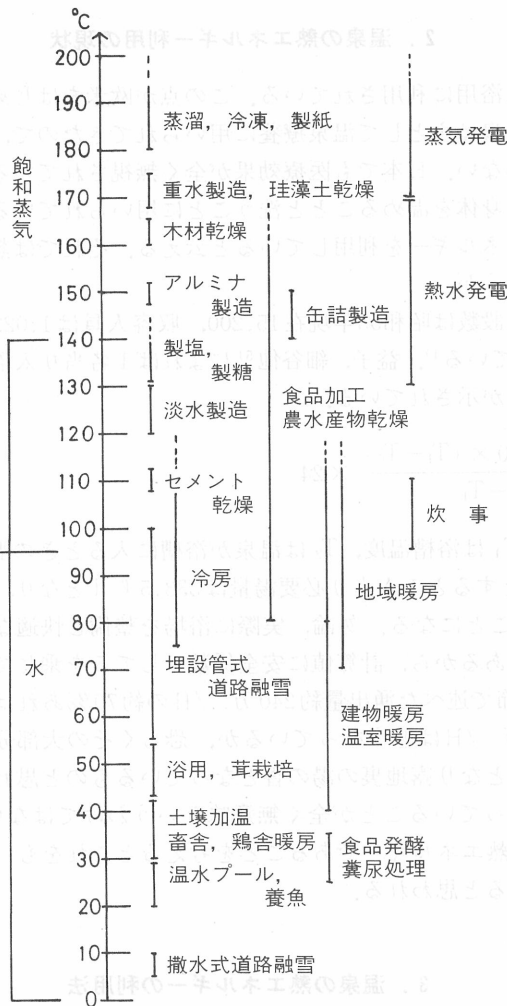 ℃
200
190
180
170
160
150
140
130
120
110
100
90
80
70
60
50
40
30
20
10
0
飽和蒸気
水
蒸溜,冷凍,製紙
蒸気発電
重水製造,珪藻土乾燥
木材乾燥
アルミナ
製造
缶詰製造
熱水発電
製塩,
製糖
食品加工
農水産物乾燥
淡水製造
セメント
乾燥
炊事
冷房
地域暖房
埋設管式
道路融雪
建物暖房
温室暖房
浴用,茸栽培
土壌加温
畜舎,鶏舎暖房
食品発酵
糞尿処理
温水プール,
養魚
撒水式道路融雪